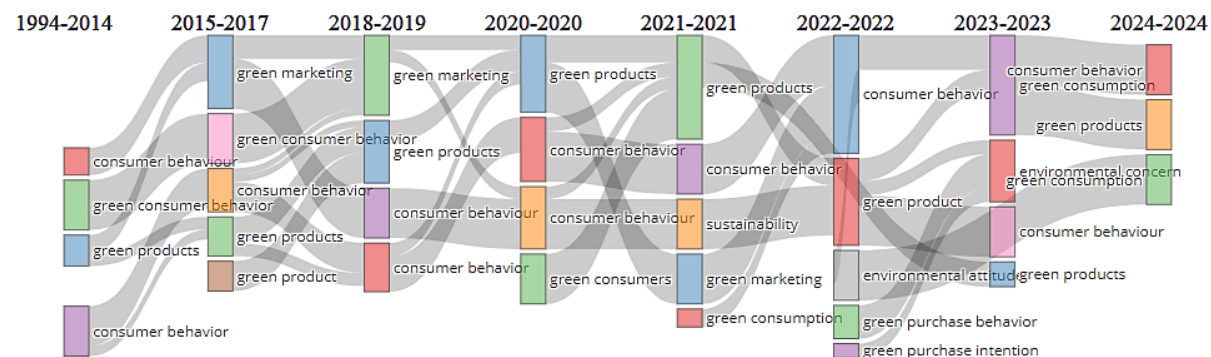 1994-2014 2015-2017 2018-2019 2020-2020 2021-2021 2022-2022 2023-2023 2024-2024
consumer behaviour
green consumer behavior
green products
consumer behavior
green marketing
green consumer behavior
consumer behavior
green products
green product
green marketing
green products
consumer behaviour
consumer behavior
green products
consumer behavior
consumer behaviour
green consumers
green products
consumer behavior
sustainability
green marketing
green consumption
consumer behavior
green product
environmental attitude
green purchase behavior
green purchase intention
green consumption
environmental concern
consumer behaviour
green products
consumer behavior
green products
green consumption